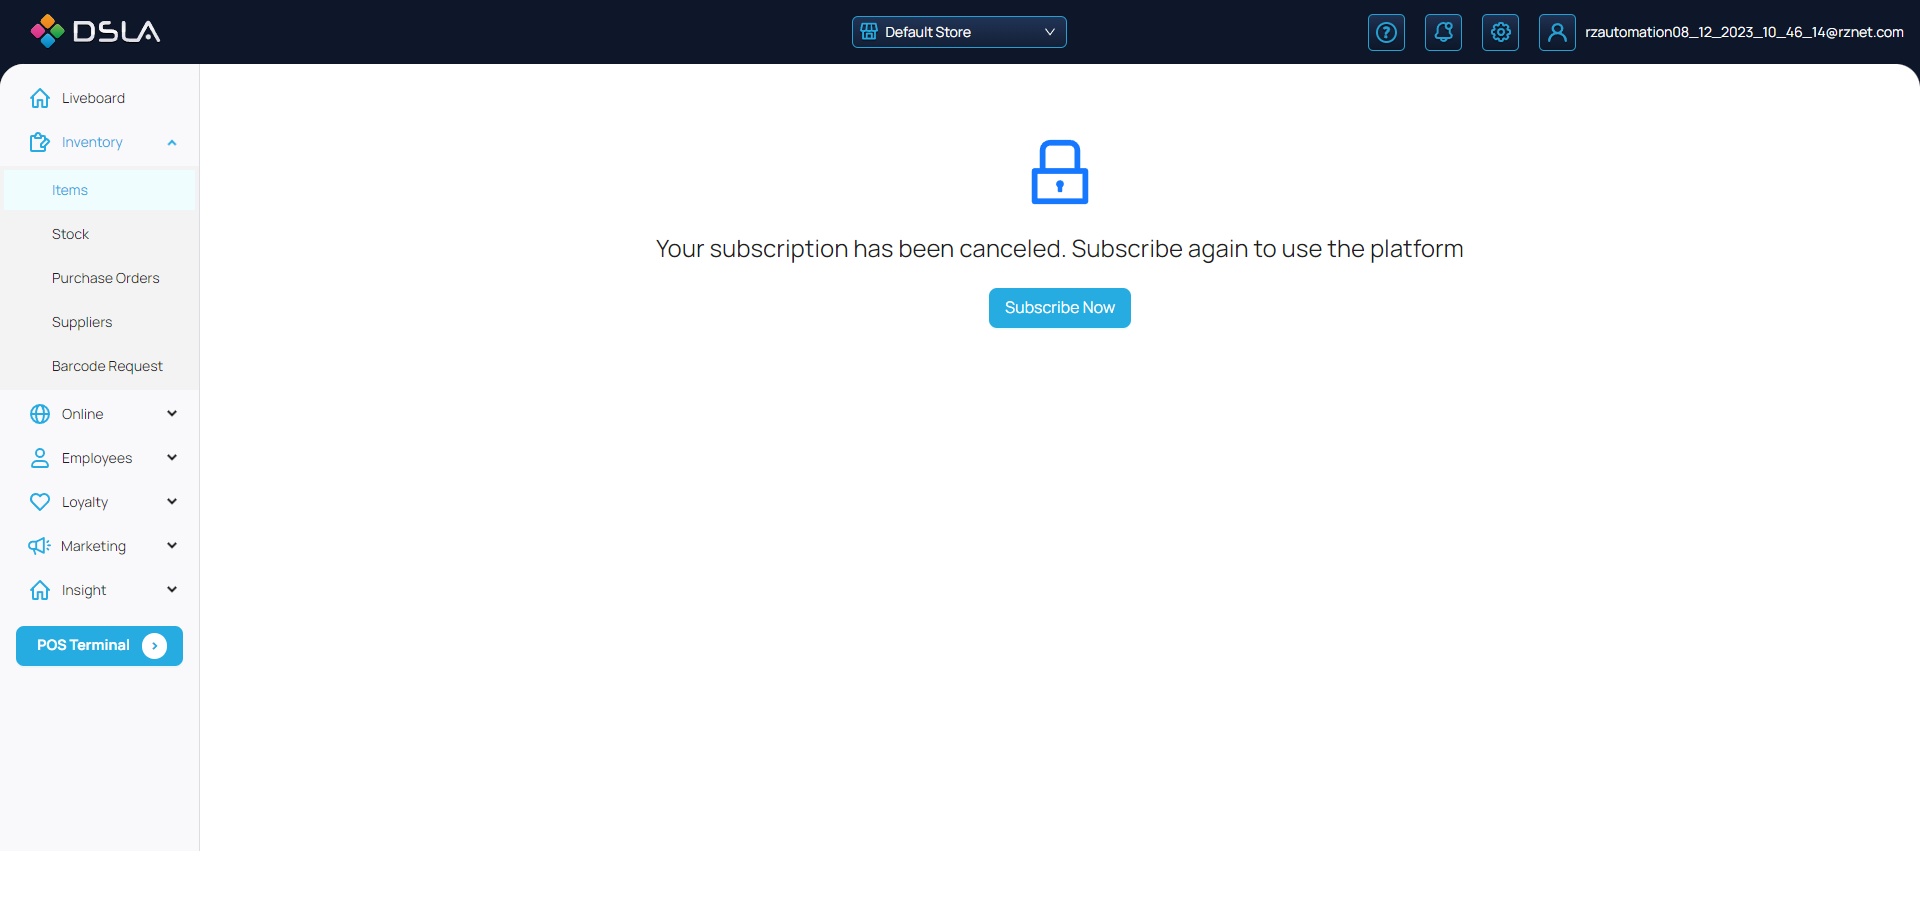 DSLA
Default Store
rzautomation08_12_2023_10_46_14@rznet.com
Liveboard
Inventory
Items
Stock
Purchase Orders
Suppliers
Barcode Request
Online
Employees
Loyalty
Marketing
Insight
POS Terminal
Your subscription has been canceled. Subscribe again to use the platform
Subscribe Now